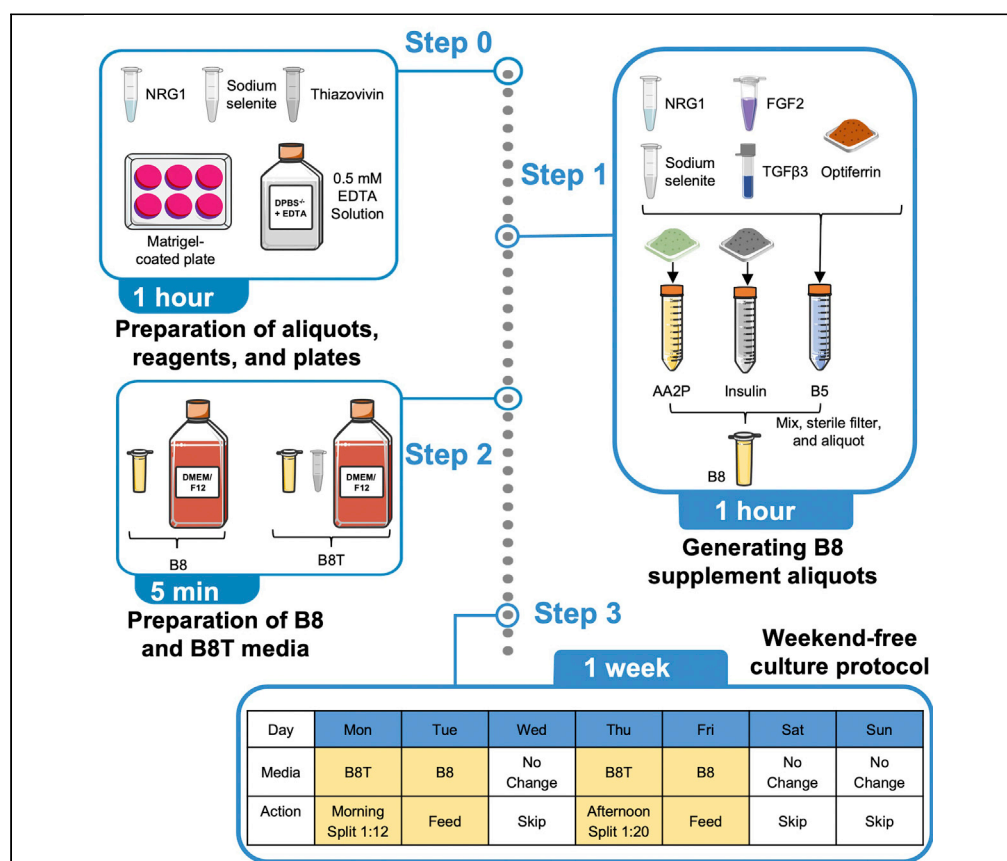 Step 0
NRG1
Sodium
selenite
Thiazovivin
Matrigel-
coated plate
DPBS-/-
+ EDTA
0.5 mM
EDTA
Solution
1 hour
Preparation of aliquots,
reagents, and plates
Step 1
NRG1
FGF2
Sodium
selenite
TGFβ3
Optiferrin
AA2P
Insulin
B5
Mix, sterile filter,
and aliquot
B8
1 hour
Generating B8
supplement aliquots
Step 2
DMEM/
F12
DMEM/
F12
B8
B8T
5 min
Preparation of B8
and B8T media
Step 3
Weekend-free
culture protocol
1 week
Day Mon Tue Wed Thu Fri Sat Sun
Media B8T B8 No Change B8T B8 No Change No Change
Action Morning Split 1:12 Feed Skip Afternoon Split 1:20 Feed Skip Skip